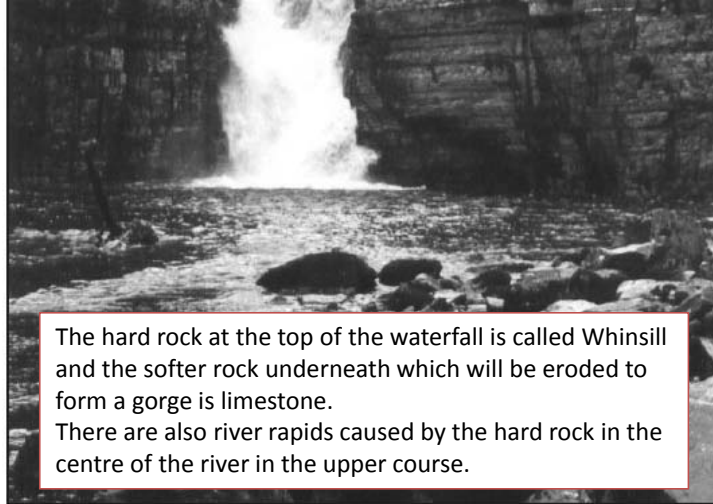 The hard rock at the top of the waterfall is called Whinsill
and the softer rock underneath which will be eroded to
form a gorge is limestone.
There are also river rapids caused by the hard rock in the
centre of the river in the upper course.